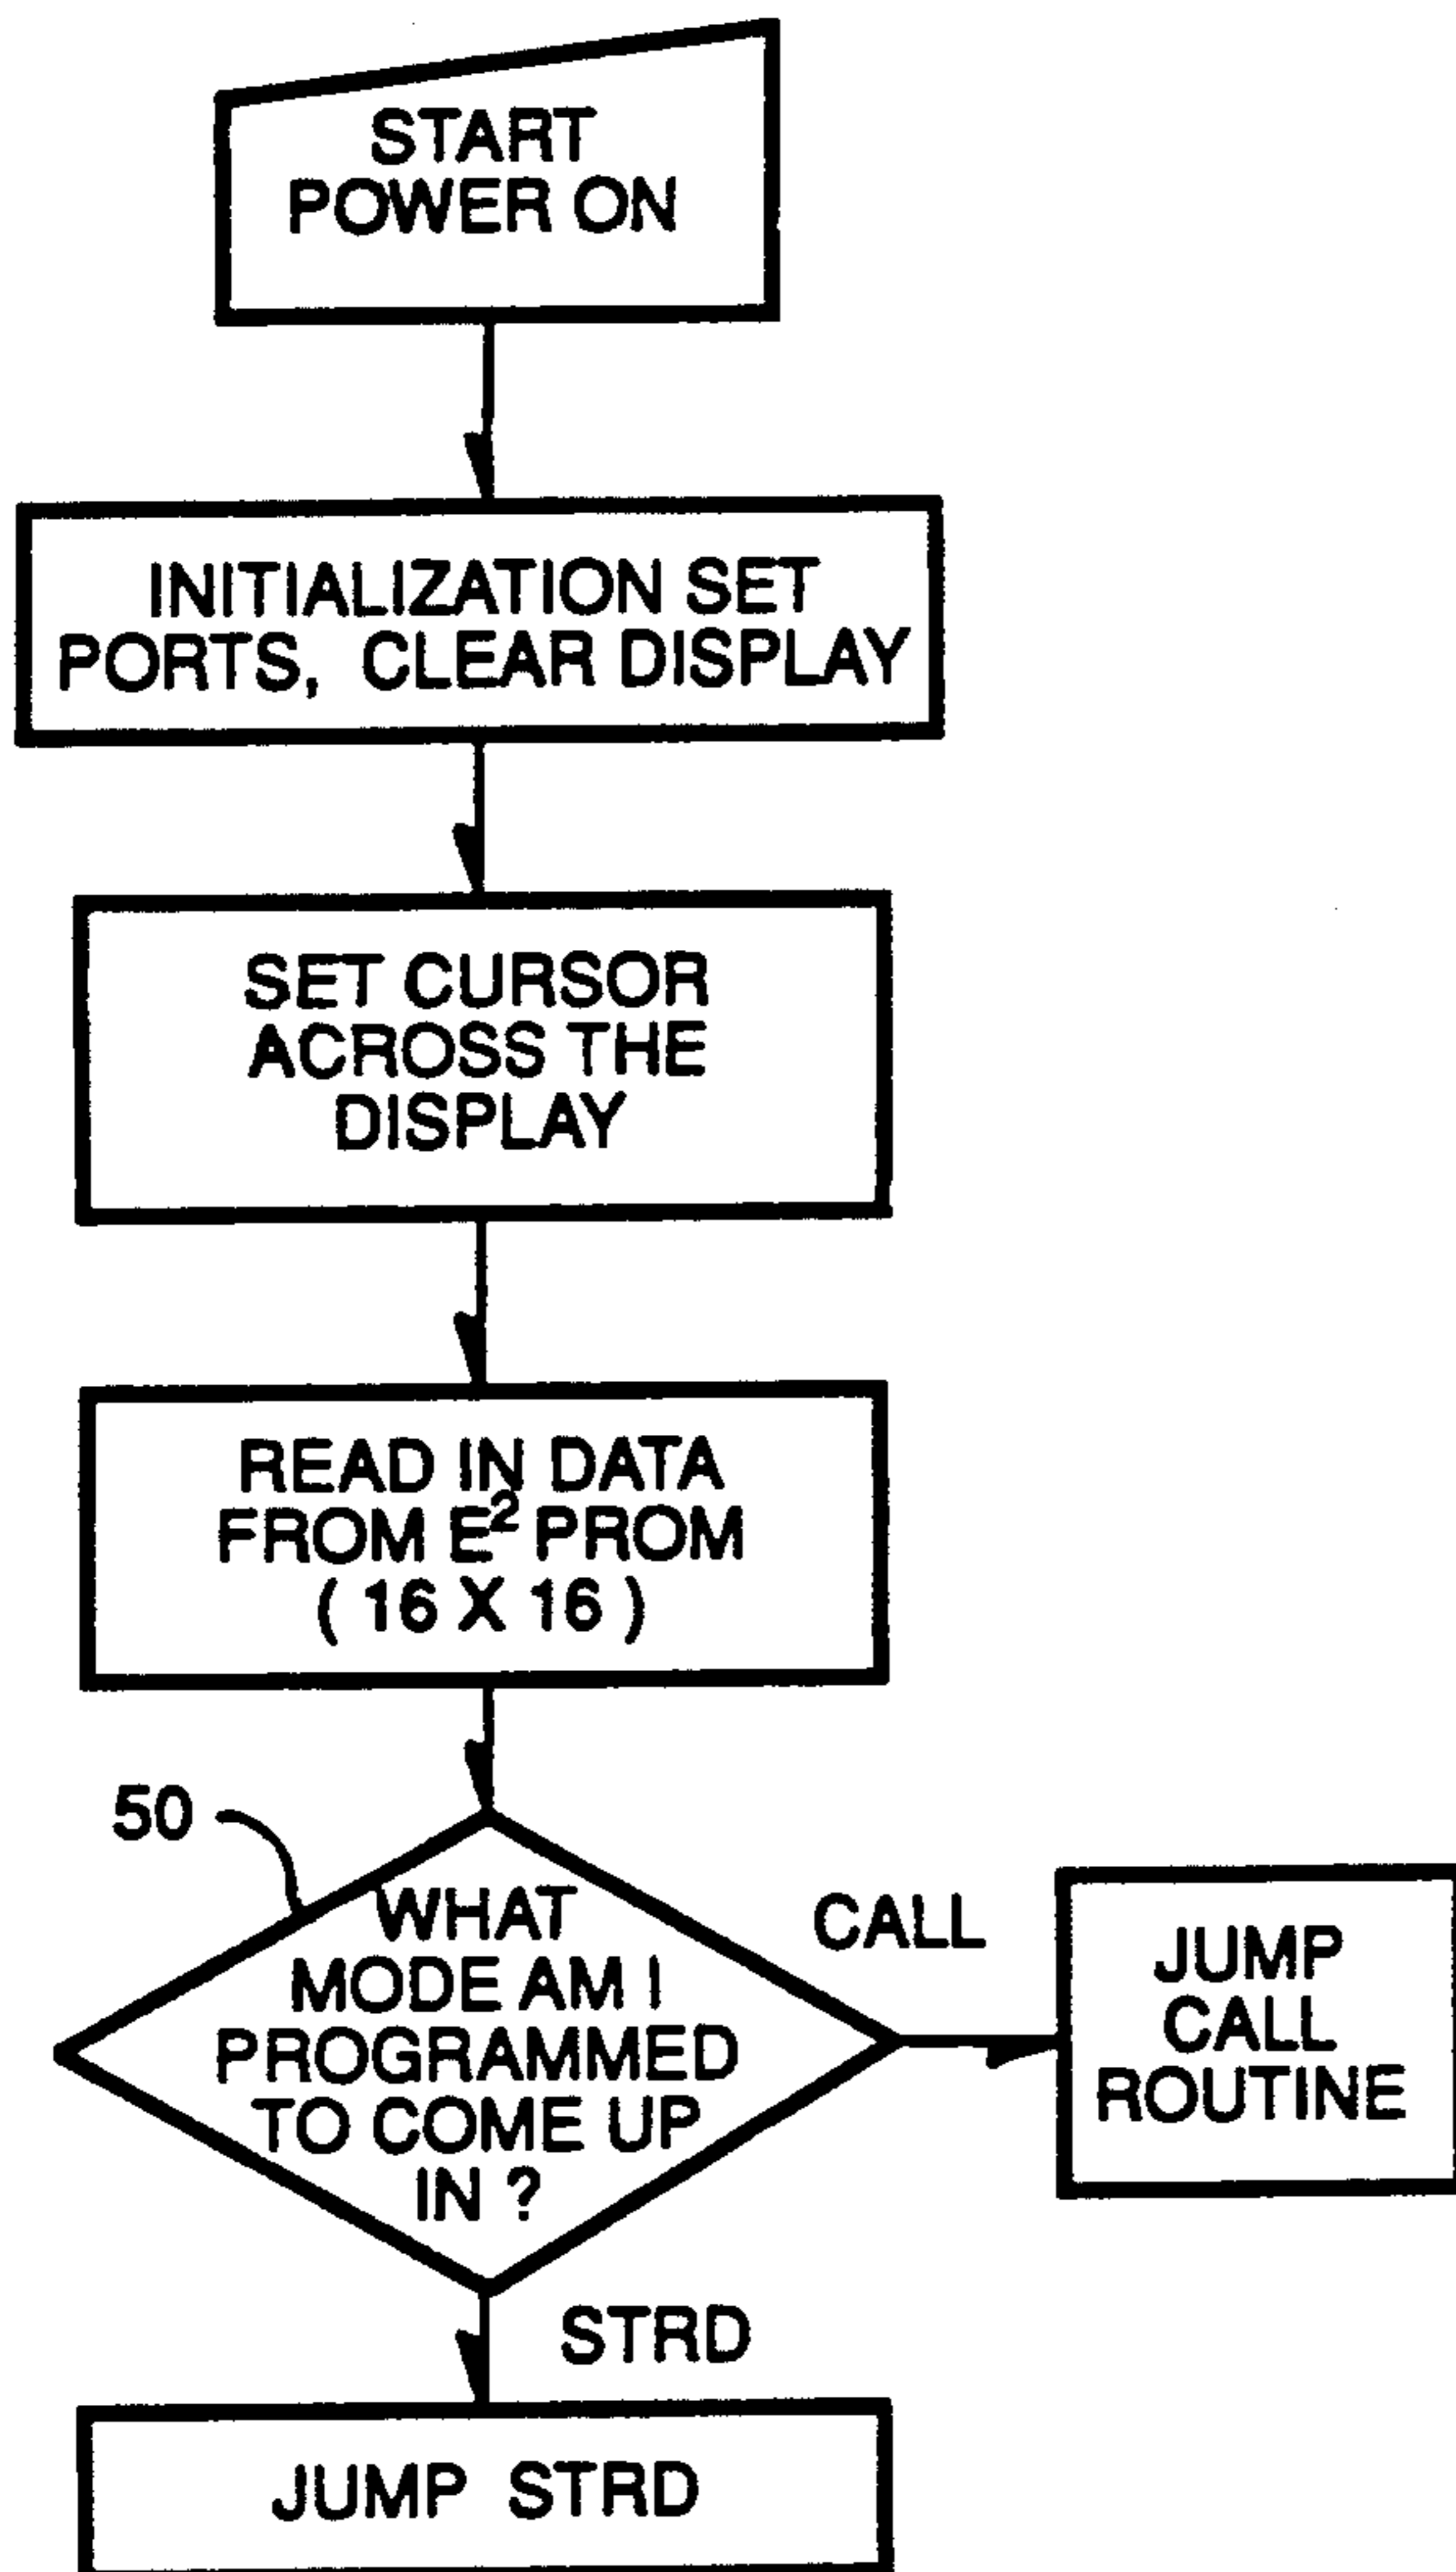 START
POWER ON
INITIALIZATION SET
PORTS, CLEAR DISPLAY
SET CURSOR
ACROSS THE
DISPLAY
READ IN DATA
FROM E² PROM
( 16 X 16 )
50
WHAT
MODE AM I
PROGRAMMED
TO COME UP
IN ?
CALL
JUMP
CALL
ROUTINE
STRD
JUMP STRD